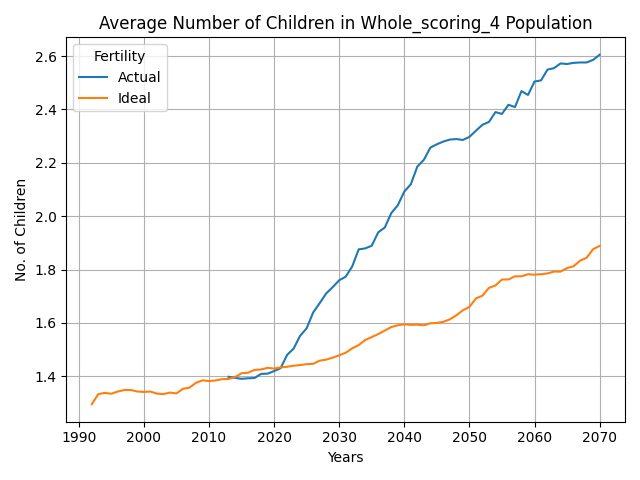 Average Number of Children in Whole_scoring_4 Population
Fertility
Actual
Ideal
No. of Children
2.6
2.4
2.2
2.0
1.8
1.6
1.4
1990 2000 2010 2020 2030 2040 2050 2060 2070
Years